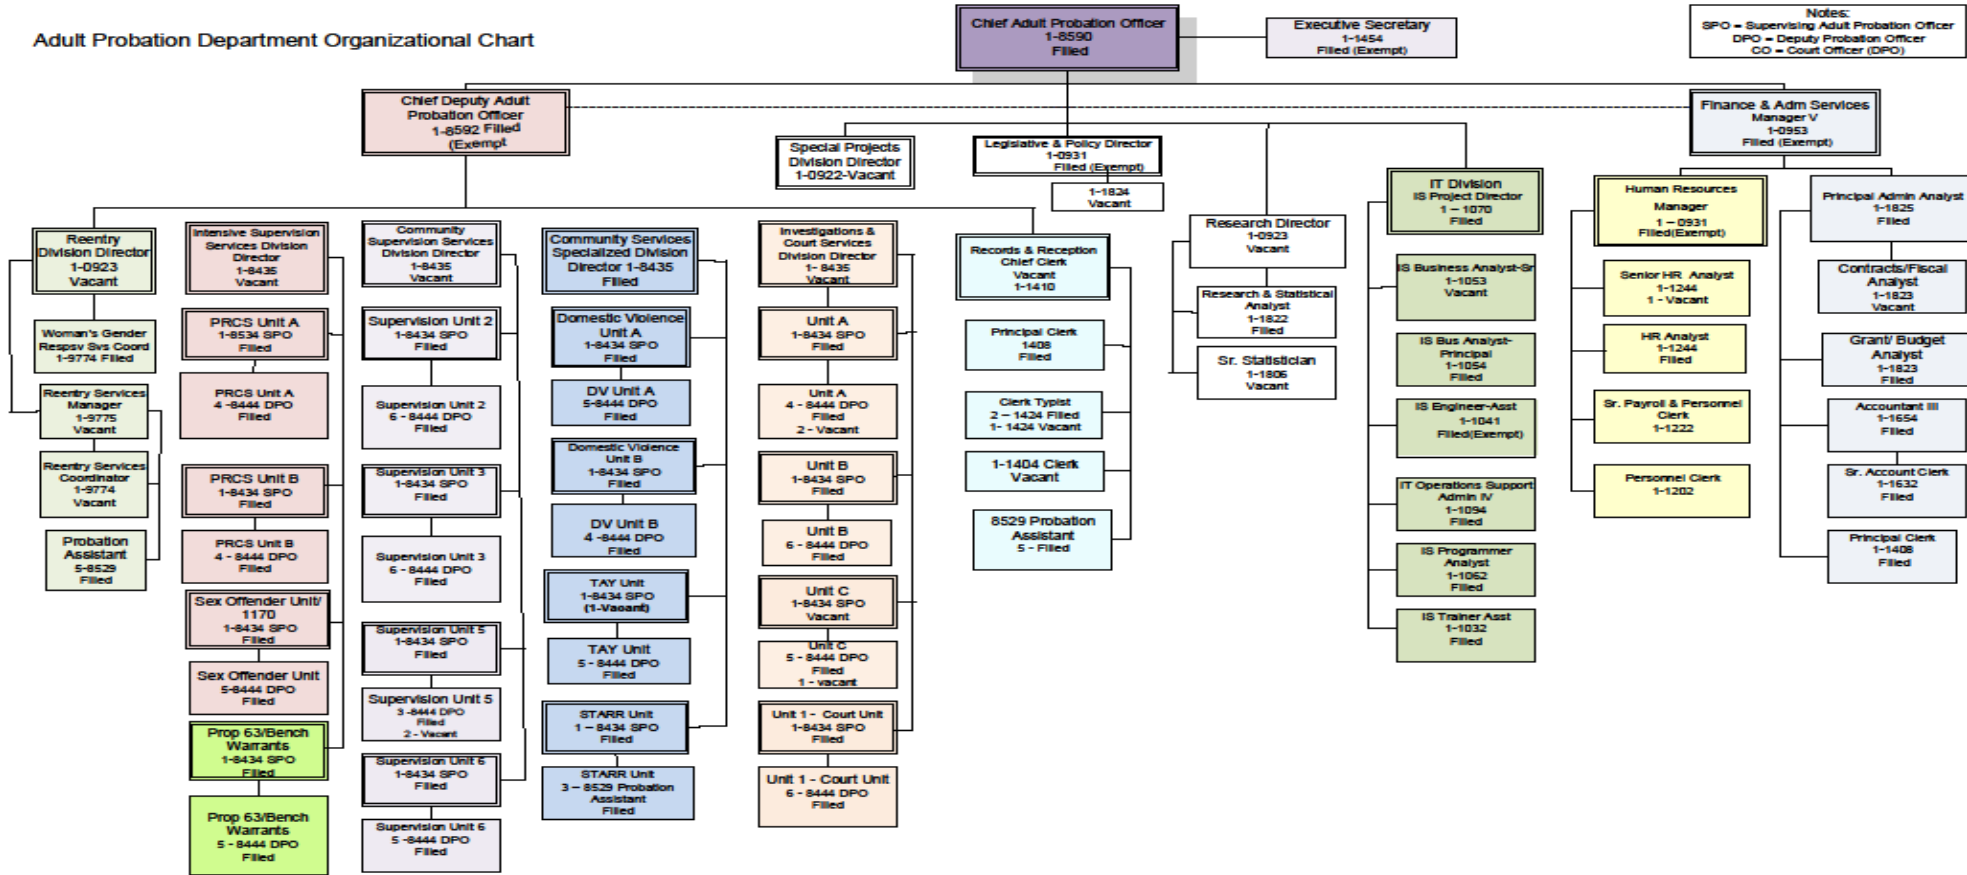 Adult Probation Department Organizational Chart
Chief Adult Probation Officer
1-8590
Filled
Executive Secretary
1-1454
Filled (Exempt)
Notes:
SPO = Supervising Adult Probation Officer
DPO = Deputy Probation Officer
CO = Court Officer (DPO)
Chief Deputy Adult
Probation Officer
1-8592 Filled
(Exempt
Special Projects
Division Director
1-0922-Vacant
Legislative & Policy Director
1-0931
Filled (Exempt)
1-1824
Vacant
Finance & Adm Services
Manager V
1-0953
Filled (Exempt)
Reentry
Division Director
1-0923
Vacant
Woman's Gender
Respsv Svs Coord
1-9774 Filled
Reentry Services
Manager
1-9775
Vacant
Reentry Services
Coordinator
1-9774
Vacant
Probation
Assistant
5-8529
Filled
Intensive Supervision
Services Division
Director
1-8435
Vacant
PRCS Unit A
1-8534 SPO
Filled
PRCS Unit A
4 -8444 DPO
Filled
PRCS Unit B
1-8434 SPO
Filled
PRCS Unit B
4 - 8444 DPO
Filled
Sex Offender Unit/
1170
1-8434 SPO
Filled
Sex Offender Unit
5-8444 DPO
Filled
Prop 63/Bench
Warrants
1-8434 SPO
Filled
Prop 63/Bench
Warrants
5 - 8444 DPO
Filled
Community
Supervision Services
Division Director
1-8435
Vacant
Supervision Unit 2
1-8434 SPO
Filled
Supervision Unit 2
6 - 8444 DPO
Filled
Supervision Unit 3
1-8434 SPO
Filled
Supervision Unit 3
6 - 8444 DPO
Filled
Supervision Unit 5
1-8434 SPO
Filled
Supervision Unit 5
3 -8444 DPO
Filled
2 - Vacant
Supervision Unit 6
1-8434 SPO
Filled
Supervision Unit 6
5 -8444 DPO
Filled
Community Services
Specialized Division
Director 1-8435
Filled
Domestic Violence
Unit A
1-8434 SPO
Filled
DV Unit A
5-8444 DPO
Filled
Domestic Violence
Unit B
1-8434 SPO
Filled
DV Unit B
4 -8444 DPO
Filled
TAY Unit
1-8434 SPO
(1-Vacant)
TAY Unit
5 - 8444 DPO
Filled
STARR Unit
1 – 8434 SPO
Filled
STARR Unit
3 – 8529 Probation
Assistant
Filled
Investigations &
Court Services
Division Director
1- 8435
Vacant
Unit A
1-8434 SPO
Filled
Unit A
4 - 8444 DPO
Filled
2 - Vacant
Unit B
1-8434 SPO
Filled
Unit B
6 - 8444 DPO
Filled
Unit C
1-8434 SPO
Vacant
Unit C
5 - 8444 DPO
Filled
1 - vacant
Unit 1 - Court Unit
1-8434 SPO
Filled
Unit 1 - Court Unit
6 - 8444 DPO
Filled
Records & Reception
Chief Clerk
Vacant
1-1410
Principal Clerk
1408
Filled
Clerk Typist
2 – 1424 Filled
1- 1424 Vacant
1-1404 Clerk
Vacant
8529 Probation
Assistant
5 - Filled
Research Director
1-0923
Vacant
Research & Statistical
Analyst
1-1822
Filled
Sr. Statistician
1-1806
Vacant
IT Division
IS Project Director
1 – 1070
Filled
IS Business Analyst-Sr
1-1053
Vacant
IS Bus Analyst-
Principal
1-1054
Filled
IS Engineer-Asst
1-1041
Filled(Exempt)
IT Operations Support
Admin IV
1-1094
Filled
IS Programmer
Analyst
1-1062
Filled
IS Trainer Asst
1-1032
Filled
Human Resources
Manager
1 – 0931
Filled(Exempt)
Senior HR Analyst
1-1244
1 - Vacant
HR Analyst
1-1244
Filled
Sr. Payroll & Personnel
Clerk
1-1222
Personnel Clerk
1-1202
Principal Admin Analyst
1-1825
Filled
Contracts/Fiscal
Analyst
1-1823
Vacant
Grant/ Budget
Analyst
1-1823
Filled
Accountant III
1-1654
Filled
Sr. Account Clerk
1-1632
Filled
Principal Clerk
1-1408
Filled